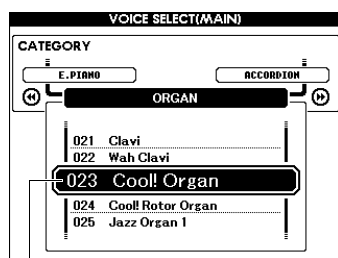 VOICE SELECT(MAIN)
CATEGORY
E.PIANO ACCORDION
ORGAN
021 Clavi
022 Wah Clavi
023 Cool! Organ
024 Cool! Rotor Organ
025 Jazz Organ 1